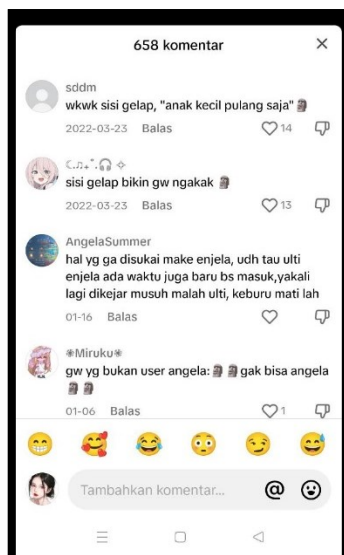 658 komentar
sddm
wkwk sisi gelap, "anak kecil pulang saja" 🗿
2022-03-23 Balas 14
☾.♫₊˚.🎧 ✧
sisi gelap bikin gw ngakak 🗿
2022-03-23 Balas 13
AngelaSummer
hal yg ga disukai make enjela, udh tau ulti
enjela ada waktu juga baru bs masuk,yakali
lagi dikejar musuh malah ulti, keburu mati lah
01-16 Balas
☀Miruku☀
gw yg bukan user angela: 🗿 🗿 gak bisa angela
🗿 🗿
01-06 Balas 1
Tambahkan komentar...